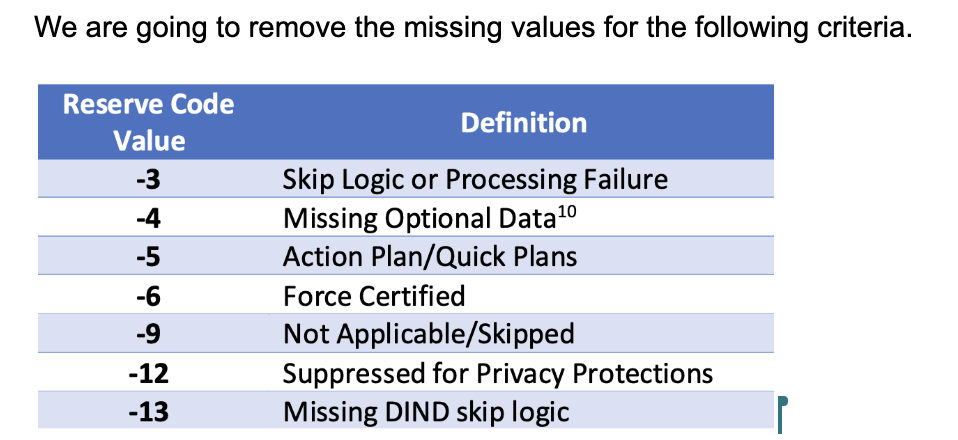 We are going to remove the missing values for the following criteria.
Reserve Code Value Definition
-3 Skip Logic or Processing Failure
-4 Missing Optional Data¹⁰
-5 Action Plan/Quick Plans
-6 Force Certified
-9 Not Applicable/Skipped
-12 Suppressed for Privacy Protections
-13 Missing DIND skip logic